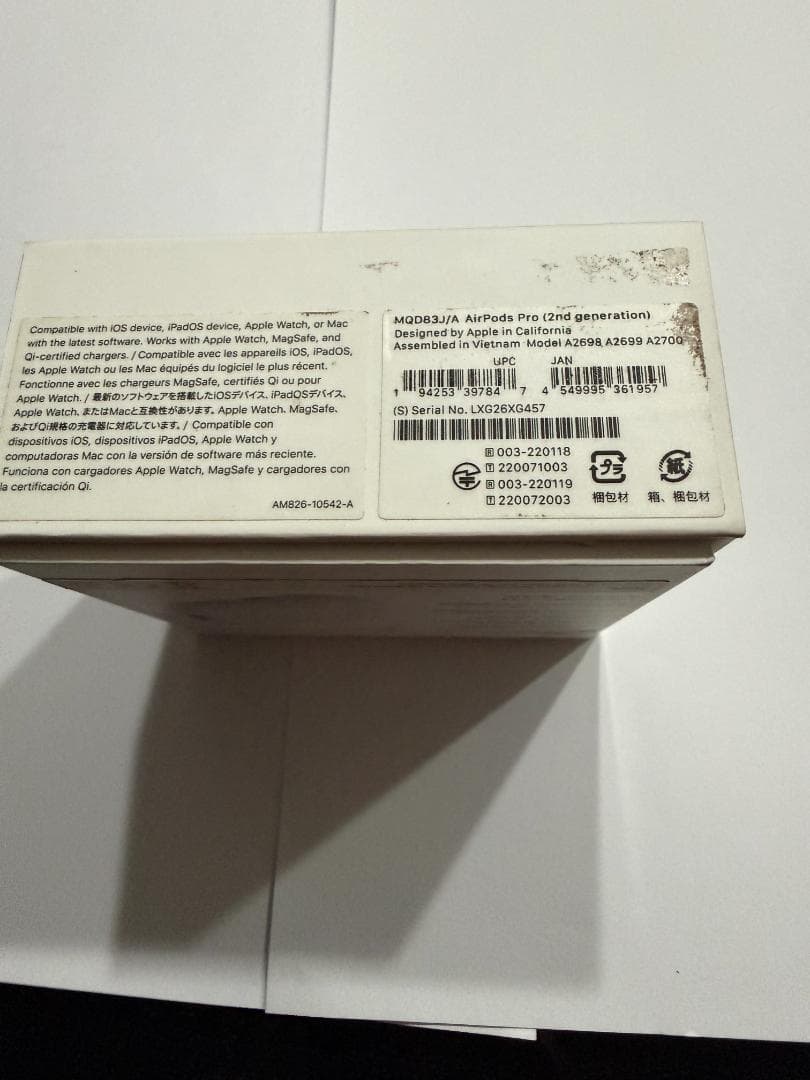 Compatible with iOS device, iPadOS device, Apple Watch, or Mac
with the latest software. Works with Apple Watch, MagSafe, and
Qi-certified chargers. / Compatible avec les appareils iOS, iPadOS,
les Apple Watch ou les Mac équipés du logiciel le plus récent.
Fonctionne avec les chargeurs MagSafe, certifiés Qi ou pour
Apple Watch. / 最新のソフトウェアを搭載したiOSデバイス、iPadOSデバイス、
Apple Watch、またはMacと互換性があります。Apple Watch、MagSafe、
およびQi規格の充電器に対応しています。/ Compatible con
dispositivos iOS, dispositivos iPadOS, Apple Watch y
computadoras Mac con la versión de software más reciente.
Funciona con cargadores Apple Watch, MagSafe y cargadores con
la certificación Qi.
AM826-10542-A
MQD83J/A AirPods Pro (2nd generation)
Designed by Apple in California
Assembled in Vietnam Model A2698 A2699 A2700
UPC JAN
1 94253 39784 7 4 549995 361957
(S) Serial No. LXG26XG457
R 003-220118
T 220071003
R 003-220119
T 220072003
プラ
梱包材
紙
箱、梱包材